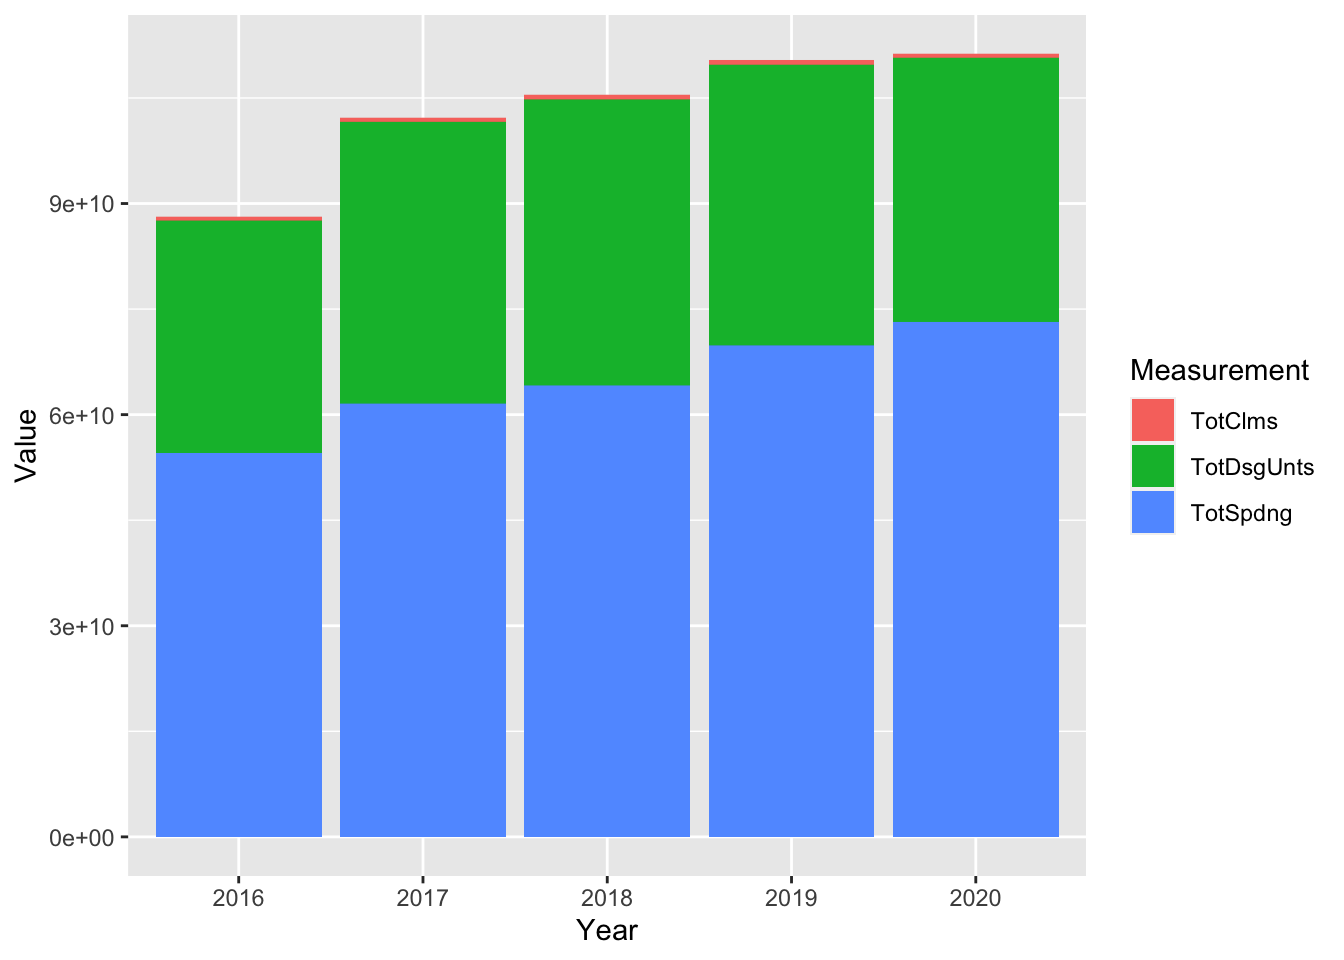 Value
9e+10
6e+10
3e+10
0e+00
2016 2017 2018 2019 2020
Year
Measurement
TotClms
TotDsgUnts
TotSpdng